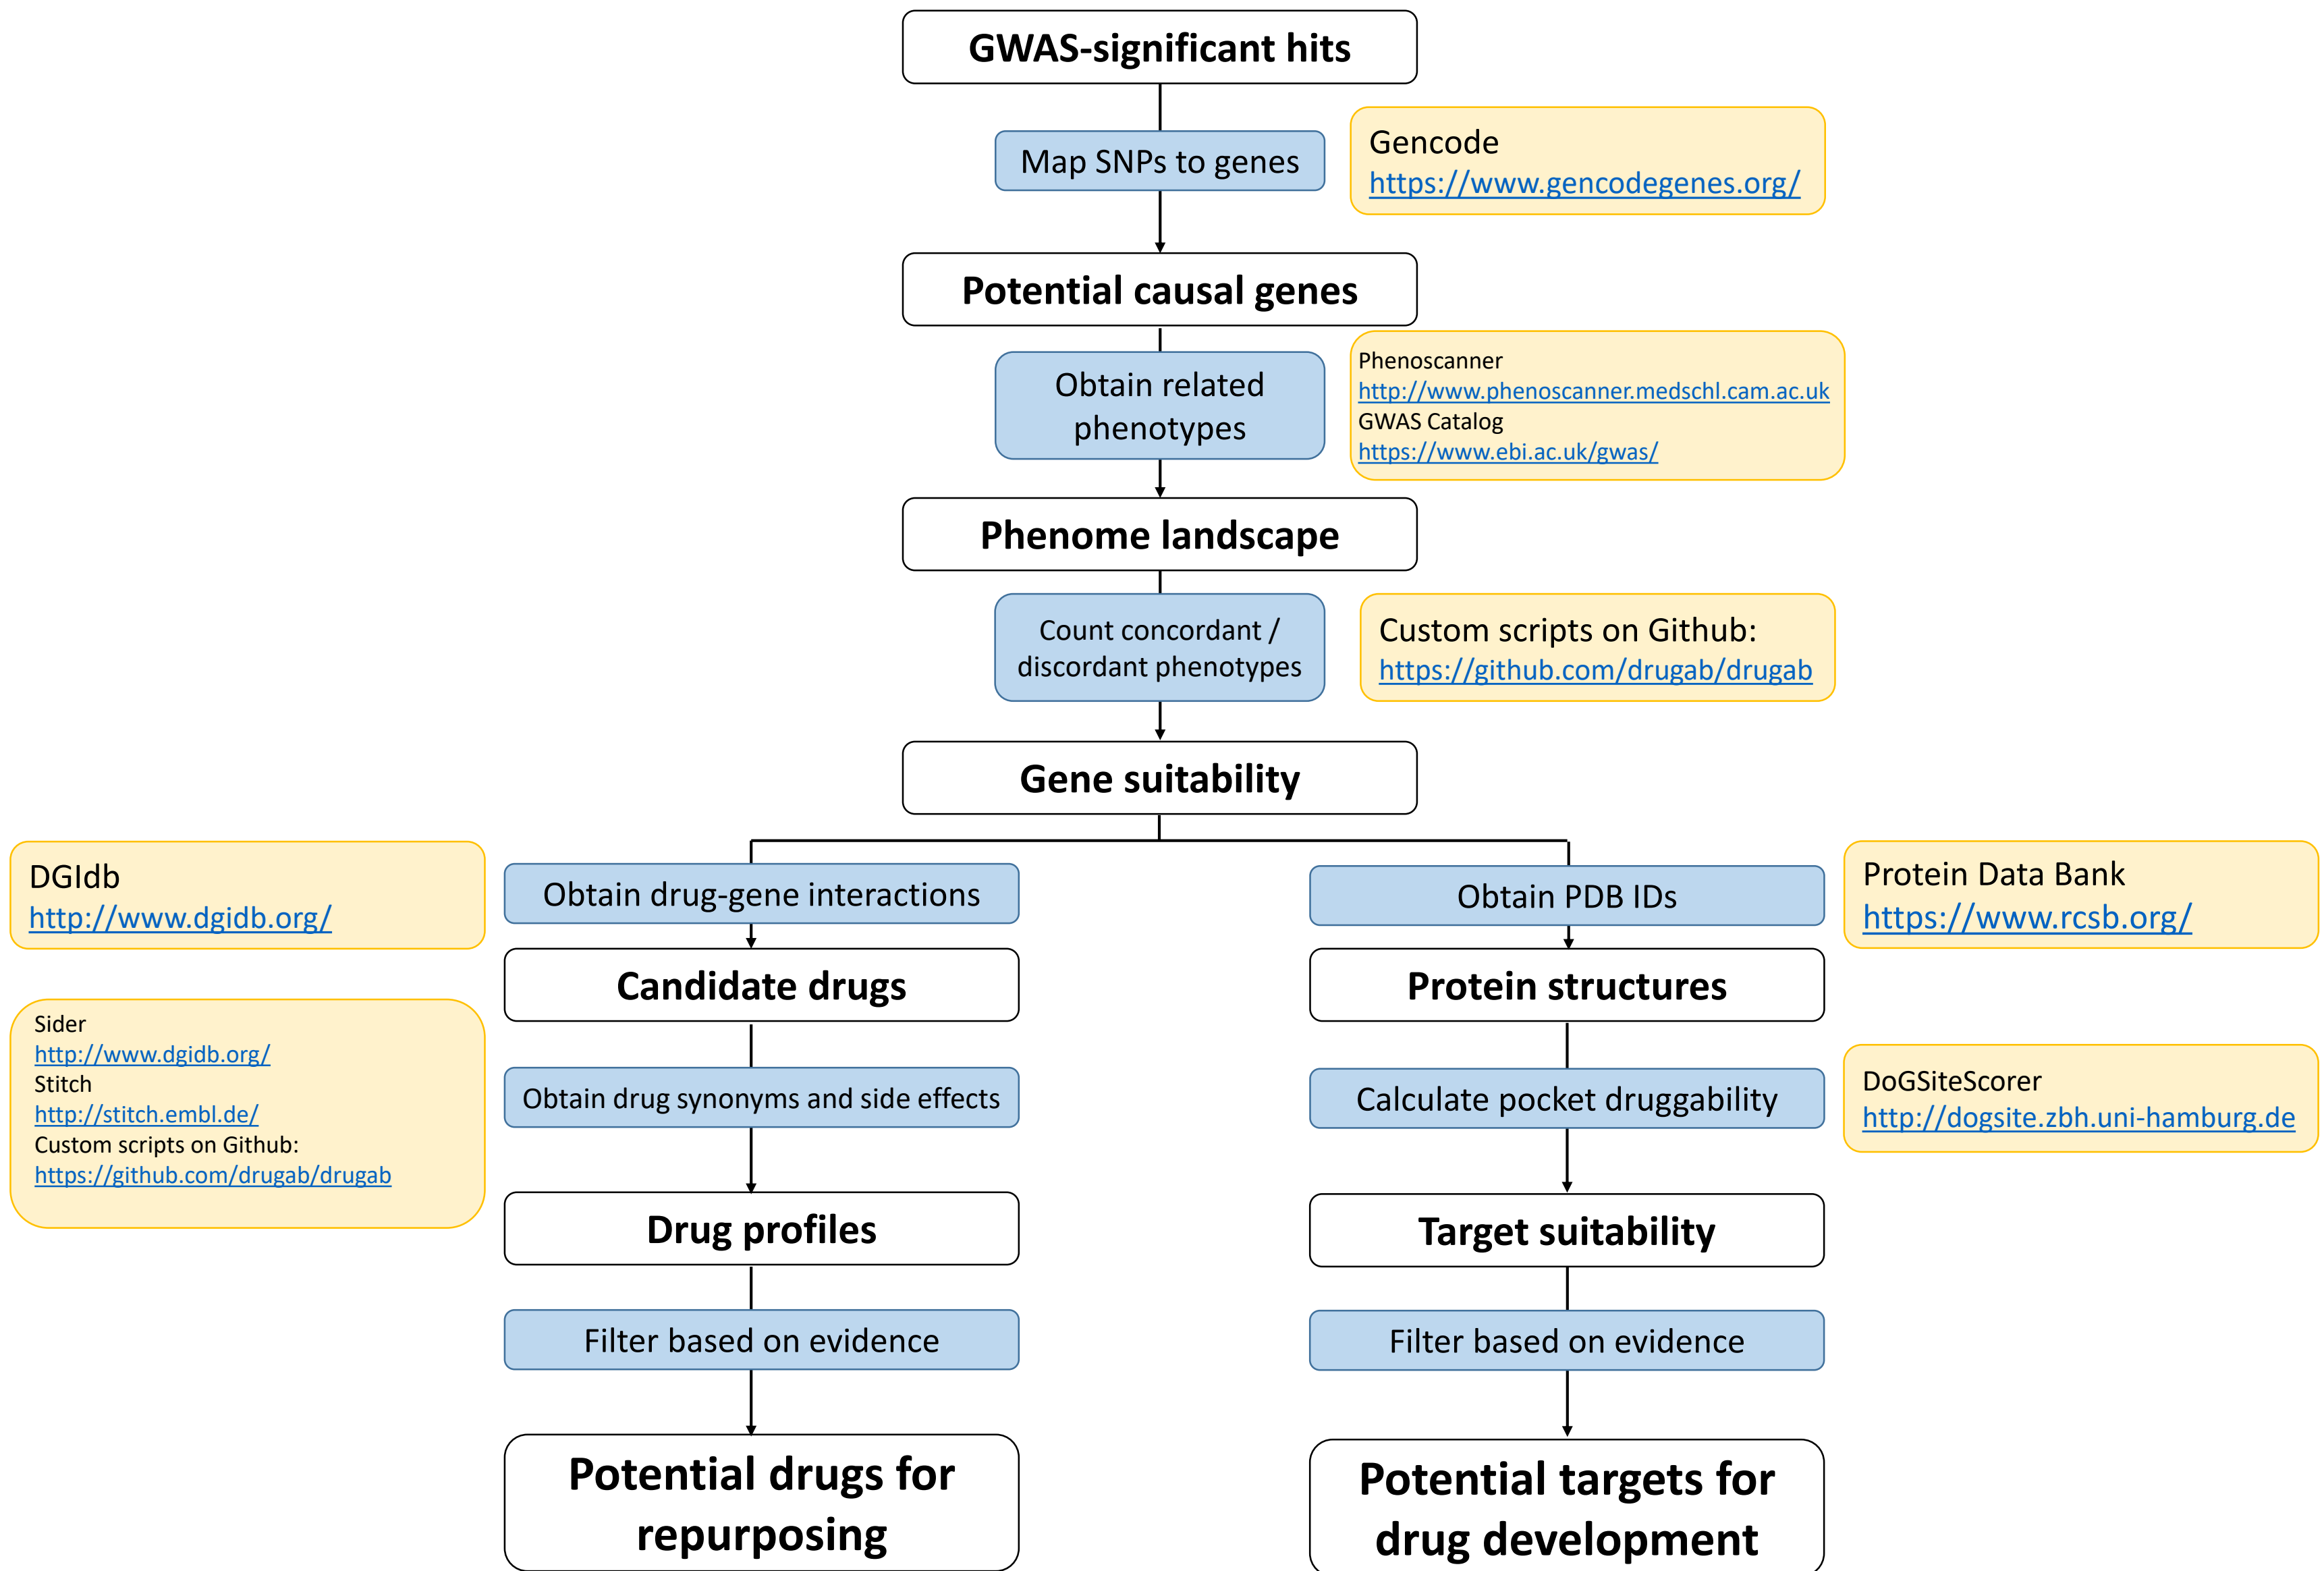 GWAS-significant hits
Map SNPs to genes
Gencode
https://www.gencodegenes.org/
Potential causal genes
Obtain related
phenotypes
Phenoscanner
http://www.phenoscanner.medschl.cam.ac.uk
GWAS Catalog
https://www.ebi.ac.uk/gwas/
Phenome landscape
Count concordant /
discordant phenotypes
Custom scripts on Github:
https://github.com/drugab/drugab
Gene suitability
DGIdb
http://www.dgidb.org/
Obtain drug-gene interactions
Obtain PDB IDs
Protein Data Bank
https://www.rcsb.org/
Candidate drugs
Protein structures
Sider
http://www.dgidb.org/
Stitch
http://stitch.embl.de/
Custom scripts on Github:
https://github.com/drugab/drugab
Obtain drug synonyms and side effects
Calculate pocket druggability
DoGSiteScorer
http://dogsite.zbh.uni-hamburg.de
Drug profiles
Target suitability
Filter based on evidence
Filter based on evidence
Potential drugs for
repurposing
Potential targets for
drug development